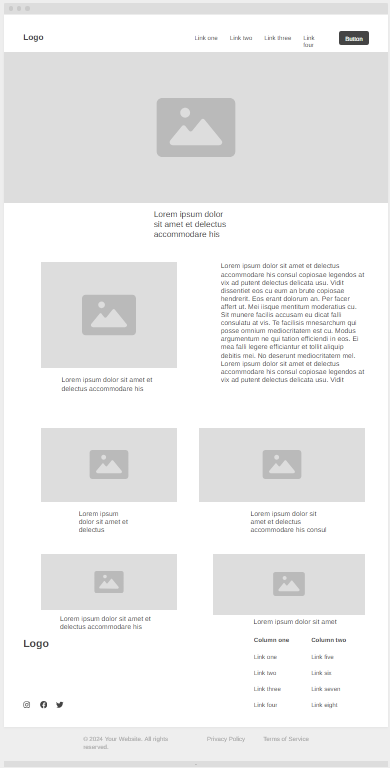 Logo
Link one
Link two
Link three
Link
four
Button
Lorem ipsum dolor
sit amet et delectus
accommodare his
Lorem ipsum dolor sit amet et
delectus accommodare his
Lorem ipsum dolor sit amet et delectus
accommodare his consul copiosae legendos at
vix ad putent delectus delicata usu. Vidit
dissentiet eos cu eum an brute copiosae
hendrerit. Eos erant dolorum an. Per facer
affert ut. Mei iisque mentitum moderatius cu.
Sit munere facilis accusam eu dicat falli
consulatu at vis. Te facilisis mnesarchum qui
posse omnium mediocritatem est cu. Modus
argumentum ne qui tation efficiendi in eos. Ei
mea falli legere efficiantur et tollit aliquip
debitis mei. No deserunt mediocritatem mel.
Lorem ipsum dolor sit amet et delectus
accommodare his consul copiosae legendos at
vix ad putent delectus delicata usu. Vidit
Lorem ipsum
dolor sit amet et
delectus
Lorem ipsum dolor sit
amet et delectus
accommodare his consul
Lorem ipsum dolor sit amet et
delectus accommodare his
Lorem ipsum dolor sit amet
Logo
Column one
Link one
Link two
Link three
Link four
Column two
Link five
Link six
Link seven
Link eight
© 2024 Your Website. All rights
reserved.
Privacy Policy
Terms of Service